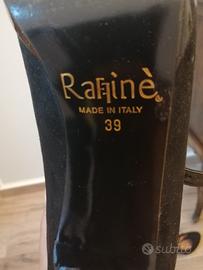 Raffinè
MADE IN ITALY
39
subito